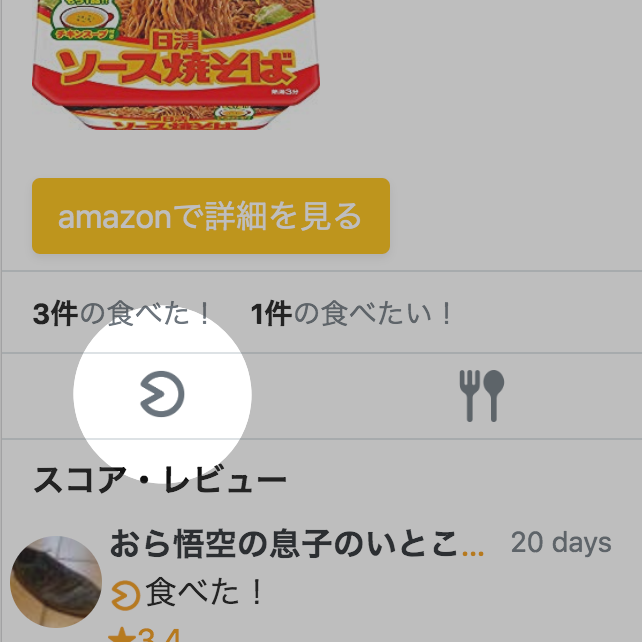 チキンスープ
日清
ソース焼そば
熱湯3分
ソース焼そば
amazonで詳細を見る
3件の食べた！ 1件の食べたい！
スコア・レビュー
おら悟空の息子のいとこ... 20 days
食べた！
★3.4